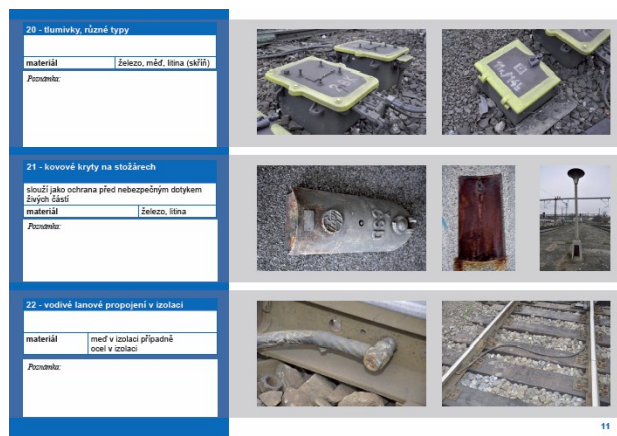 20 - tlumivky, různé typy
materiál
železo, měď, litina (skříň)
Poznámka:
21 - kovové kryty na stožárech
slouží jako ochrana před nebezpečným dotykem
živých částí
materiál
železo, litina
Poznámka:
22 - vodivé lanové propojení v izolaci
materiál
meď v izolaci případně
ocel v izolaci
Poznámka:
11